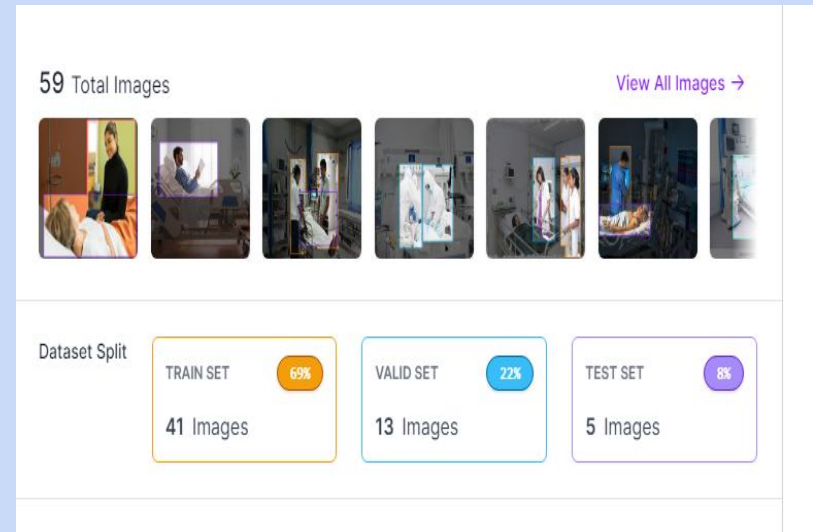 59 Total Images
View All Images →
Dataset Split
TRAIN SET 69%
41 Images
VALID SET 22%
13 Images
TEST SET 8%
5 Images